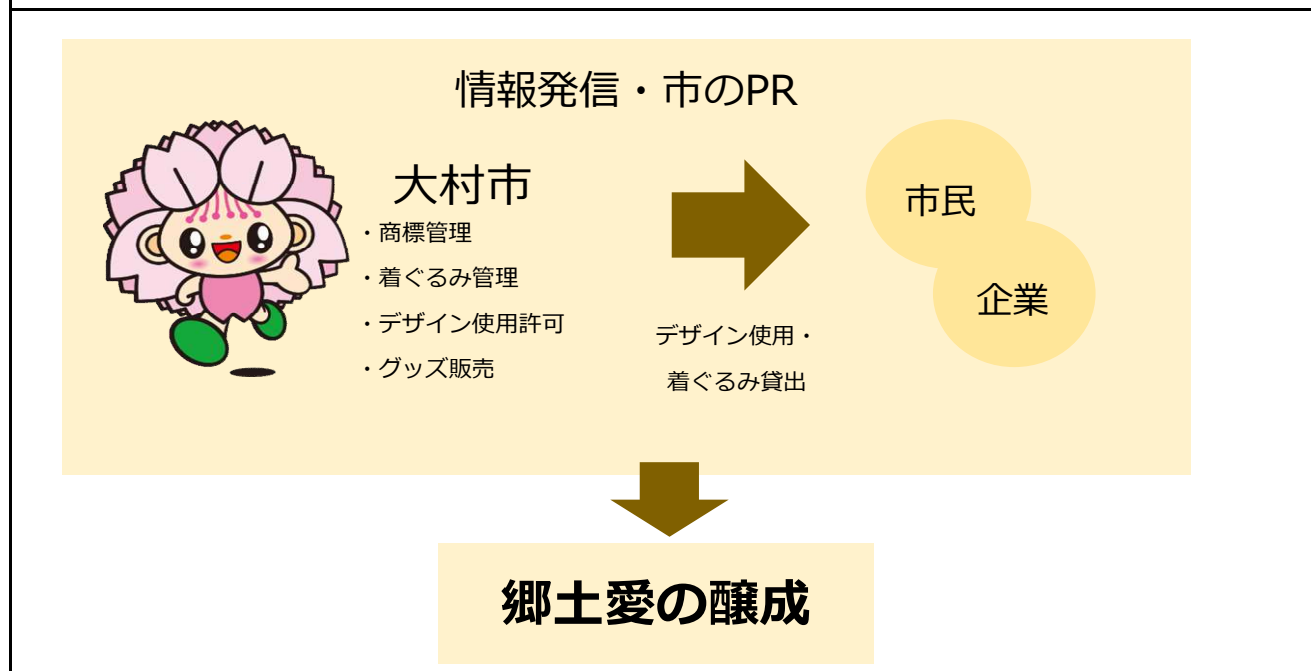 情報発信・市のPR
大村市
・商標管理
・着ぐるみ管理
・デザイン使用許可
・グッズ販売
デザイン使用・
着ぐるみ貸出
市民
企業
郷土愛の醸成